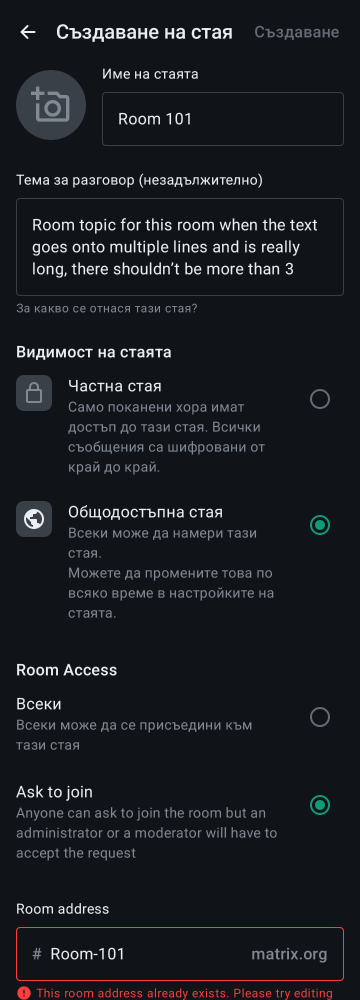 Създаване на стая
Създаване
Име на стаята
Room 101
Тема за разговор (незадължително)
Room topic for this room when the text
goes onto multiple lines and is really
long, there shouldn’t be more than 3
За какво се отнася тази стая?
Видимост на стаята
Частна стая
Само поканени хора имат
достъп до тази стая. Всички
съобщения са шифровани от
край до край.
Общодостъпна стая
Всеки може да намери тази
стая.
Можете да промените това по
всяко време в настройките на
стаята.
Room Access
Всеки
Всеки може да се присъедини към
тази стая
Ask to join
Anyone can ask to join the room but an
administrator or a moderator will have to
accept the request
Room address
# Room-101 matrix.org
This room address already exists. Please try editing